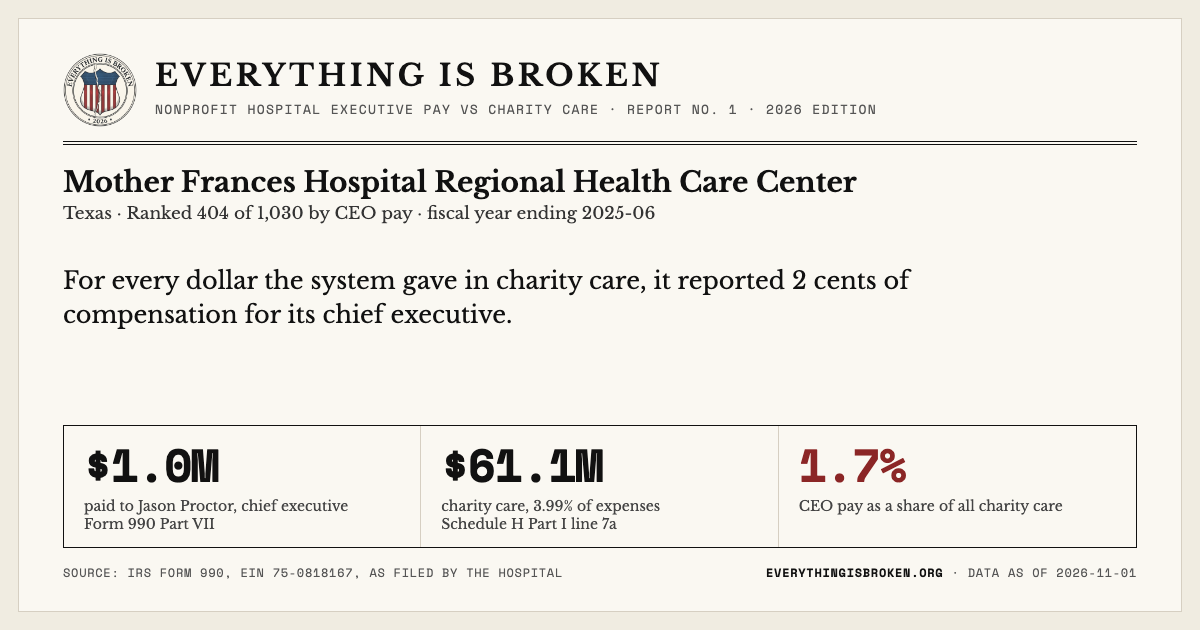 EVERYTHING IS BROKEN
· 2026 ·
EVERYTHING IS BROKEN
NONPROFIT HOSPITAL EXECUTIVE PAY VS CHARITY CARE · REPORT NO. 1 · 2026 EDITION
Mother Frances Hospital Regional Health Care Center
Texas · Ranked 404 of 1,030 by CEO pay · fiscal year ending 2025-06
For every dollar the system gave in charity care, it reported 2 cents of
compensation for its chief executive.
$1.0M
paid to Jason Proctor, chief executive
Form 990 Part VII
$61.1M
charity care, 3.99% of expenses
Schedule H Part I line 7a
1.7%
CEO pay as a share of all charity care
SOURCE: IRS FORM 990, EIN 75-0818167, AS FILED BY THE HOSPITAL
EVERYTHINGISBROKEN.ORG · DATA AS OF 2026-11-01